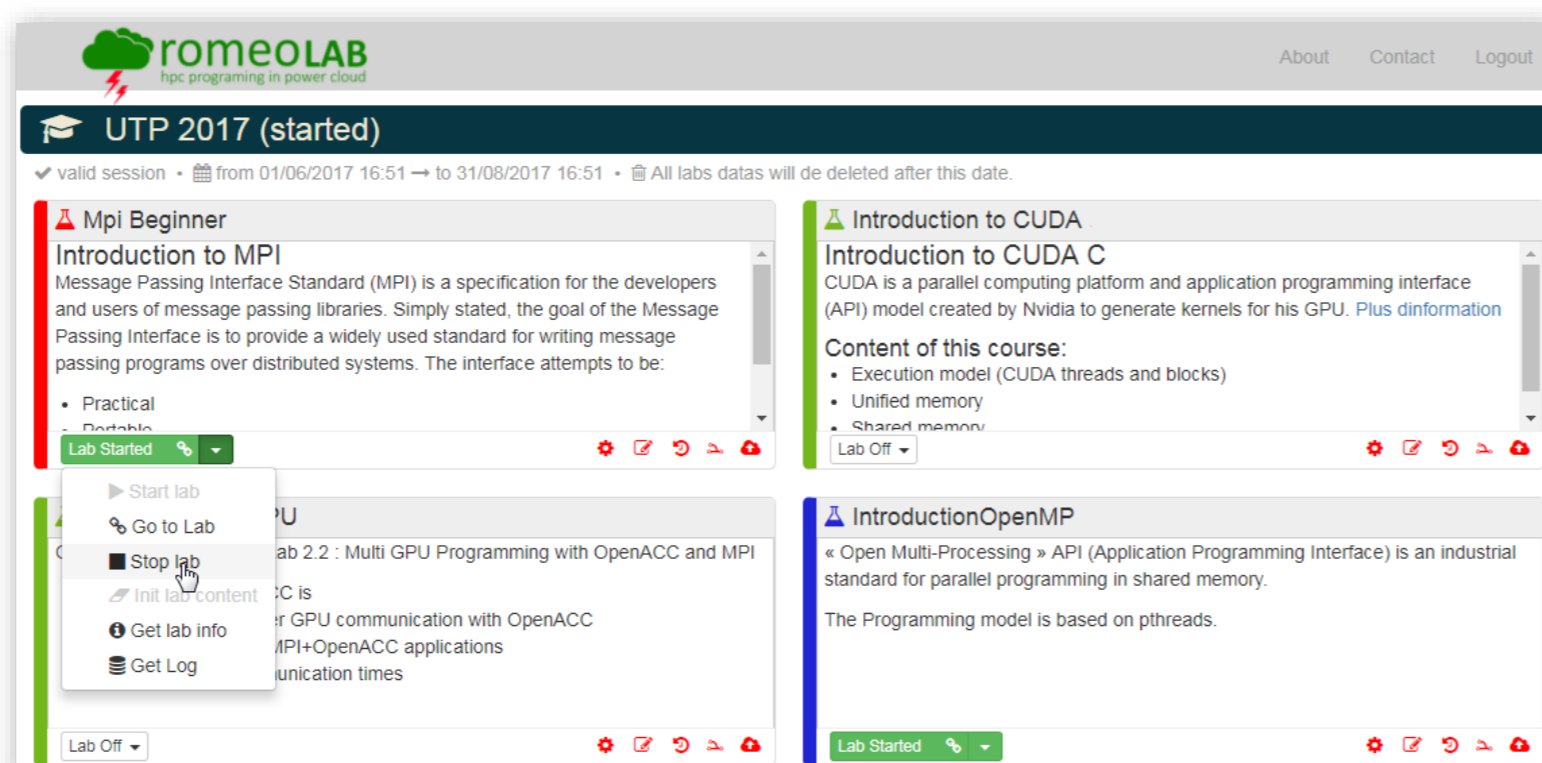 romeoLAB
hpc programing in power cloud
About Contact Logout
UTP 2017 (started)
valid session • from 01/06/2017 16:51 → to 31/08/2017 16:51 • All labs datas will de deleted after this date.
Mpi Beginner
Introduction to MPI
Message Passing Interface Standard (MPI) is a specification for the developers
and users of message passing libraries. Simply stated, the goal of the Message
Passing Interface is to provide a widely used standard for writing message
passing programs over distributed systems. The interface attempts to be:
• Practical
• Portable
Lab Started
Start lab
Go to Lab
Stop lab
Init lab content
Get lab info
Get Log
Introduction to CUDA
Introduction to CUDA C
CUDA is a parallel computing platform and application programming interface
(API) model created by Nvidia to generate kernels for his GPU. Plus dinformation
Content of this course:
• Execution model (CUDA threads and blocks)
• Unified memory
• Shared memory
Lab Off
PU
ab 2.2 : Multi GPU Programming with OpenACC and MPI
CC is
er GPU communication with OpenACC
MPI+OpenACC applications
unication times
Lab Off
IntroductionOpenMP
« Open Multi-Processing » API (Application Programming Interface) is an industrial
standard for parallel programming in shared memory.
The Programming model is based on pthreads.
Lab Started